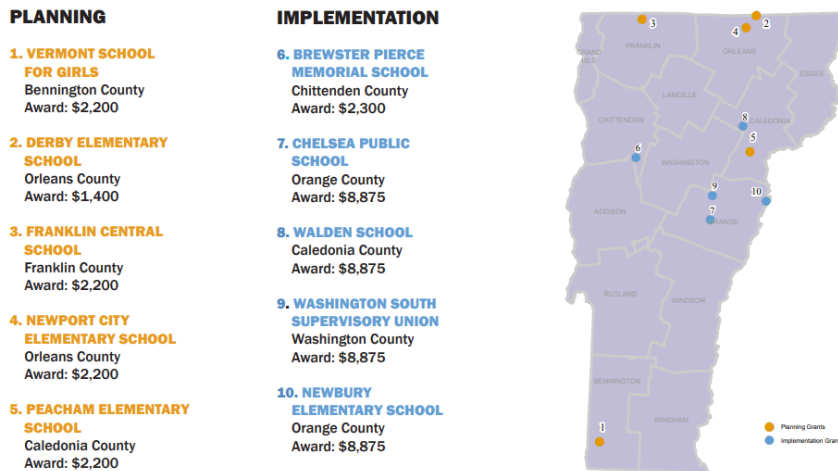 PLANNING
1. VERMONT SCHOOL
FOR GIRLS
Bennington County
Award: $2,200
2. DERBY ELEMENTARY
SCHOOL
Orleans County
Award: $1,400
3. FRANKLIN CENTRAL
SCHOOL
Franklin County
Award: $2,200
4. NEWPORT CITY
ELEMENTARY SCHOOL
Orleans County
Award: $2,200
5. PEACHAM ELEMENTARY
SCHOOL
Caledonia County
Award: $2,200
IMPLEMENTATION
6. BREWSTER PIERCE
MEMORIAL SCHOOL
Chittenden County
Award: $2,300
7. CHELSEA PUBLIC
SCHOOL
Orange County
Award: $8,875
8. WALDEN SCHOOL
Caledonia County
Award: $8,875
9. WASHINGTON SOUTH
SUPERVISORY UNION
Washington County
Award: $8,875
10. NEWBURY
ELEMENTARY SCHOOL
Orange County
Award: $8,875
2
3
4
GRAND
ISLE
FRANKLIN
ORLEANS
ESSEX
LAMOILLE
8
CHITTENDEN
CALEDONIA
5
6
WASHINGTON
9
10
ADDISON
7
RANGE
RUTLAND
WINDSOR
BENNINGTON
WINDHAM
1
Planning Grants
Implementation Gran